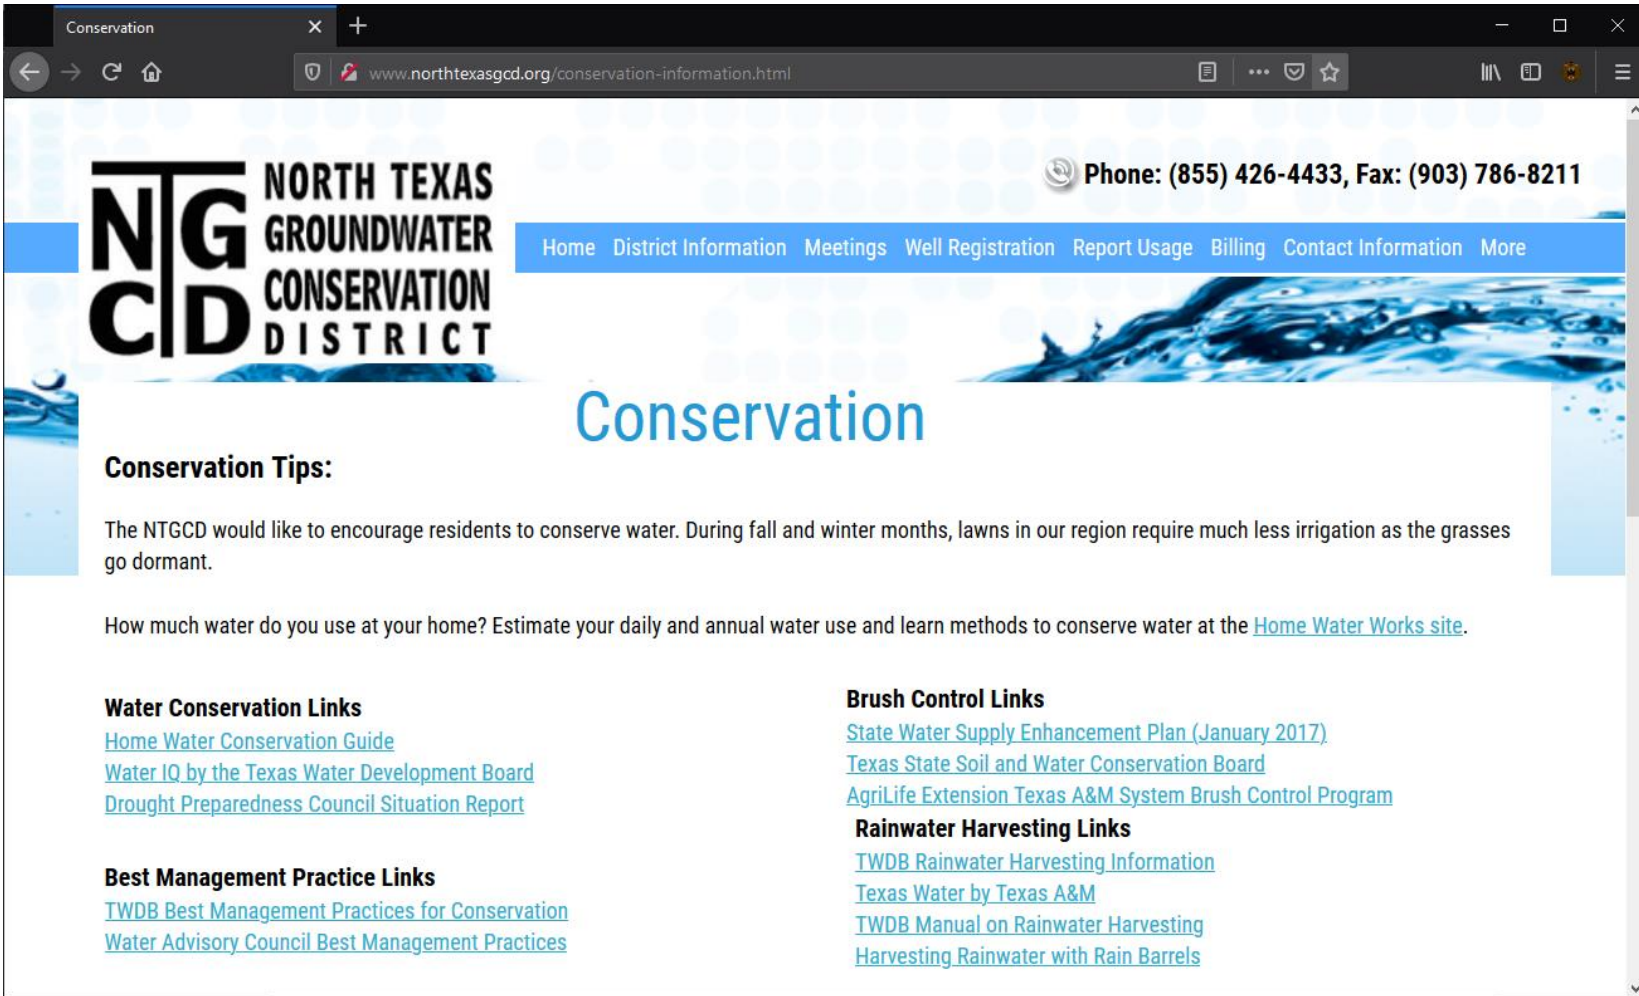 Conservation
www.northtexasgcd.org/conservation-information.html
NTGCD
NORTH TEXAS
GROUNDWATER
CONSERVATION
DISTRICT
Phone: (855) 426-4433, Fax: (903) 786-8211
Home District Information Meetings Well Registration Report Usage Billing Contact Information More
Conservation
Conservation Tips:
The NTGCD would like to encourage residents to conserve water. During fall and winter months, lawns in our region require much less irrigation as the grasses
go dormant.
How much water do you use at your home? Estimate your daily and annual water use and learn methods to conserve water at the Home Water Works site.
Water Conservation Links
Home Water Conservation Guide
Water IQ by the Texas Water Development Board
Drought Preparedness Council Situation Report
Best Management Practice Links
TWDB Best Management Practices for Conservation
Water Advisory Council Best Management Practices
Brush Control Links
State Water Supply Enhancement Plan (January 2017)
Texas State Soil and Water Conservation Board
AgriLife Extension Texas A&M System Brush Control Program
Rainwater Harvesting Links
TWDB Rainwater Harvesting Information
Texas Water by Texas A&M
TWDB Manual on Rainwater Harvesting
Harvesting Rainwater with Rain Barrels